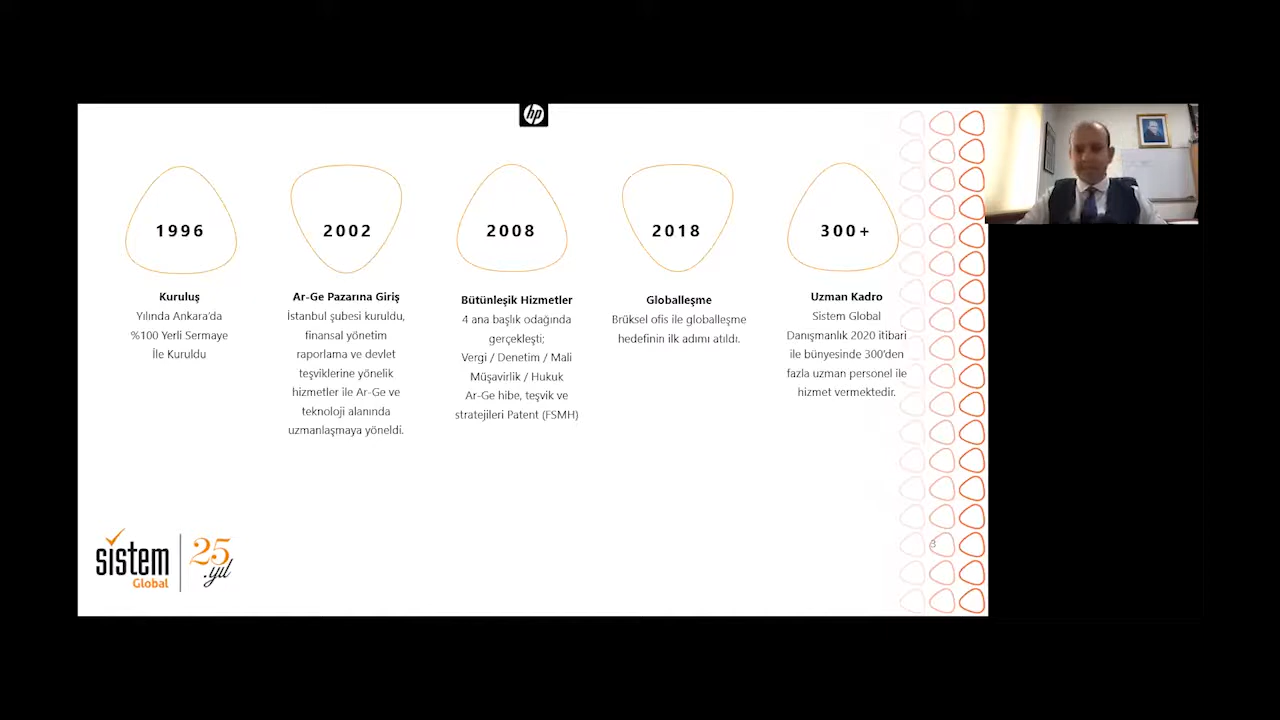 hp
1996
2002
2008
2018
300+
Kuruluş
Yılında Ankara'da
%100 Yerli Sermaye
İle Kuruldu
Ar-Ge Pazarına Giriş
İstanbul şubesi kuruldu,
finansal yönetim
raporlama ve devlet
teşviklerine yönelik
hizmetler ile Ar-Ge ve
teknoloji alanında
uzmanlaşmaya yöneldi.
Bütünleşik Hizmetler
4 ana başlık odağında
gerçekleşti;
Vergi / Denetim / Mali
Müşavirlik / Hukuk
Ar-Ge hibe, teşvik ve
stratejileri Patent (FSMH)
Globalleşme
Brüksel ofis ile globalleşme
hedefinin ilk adımı atıldı.
Uzman Kadro
Sistem Global
Danışmanlık 2020 itibari
ile bünyesinde 300'den
fazla uzman personel ile
hizmet vermektedir.
sistem
Global
25
.yıl
3